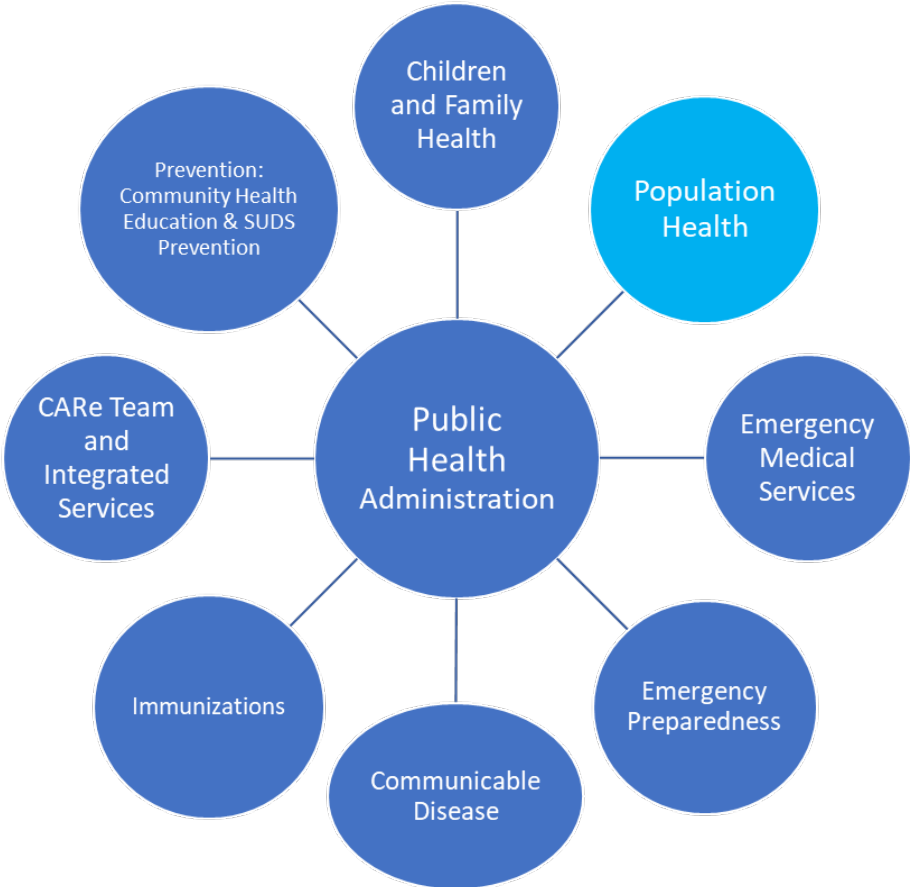 Children
and Family
Health
Population
Health
Emergency
Medical
Services
Emergency
Preparedness
Communicable
Disease
Immunizations
CARe Team
and
Integrated
Services
Prevention:
Community Health
Education & SUDS
Prevention
Public
Health
Administration